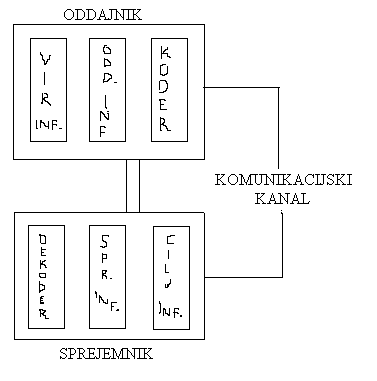 ODDAJNIK
VIR INF.
ODD. INF
KODER
KOMUNIKACIJSKI
KANAL
DEKODER
SPR. INF.
CILJ INF.
SPREJEMNIK